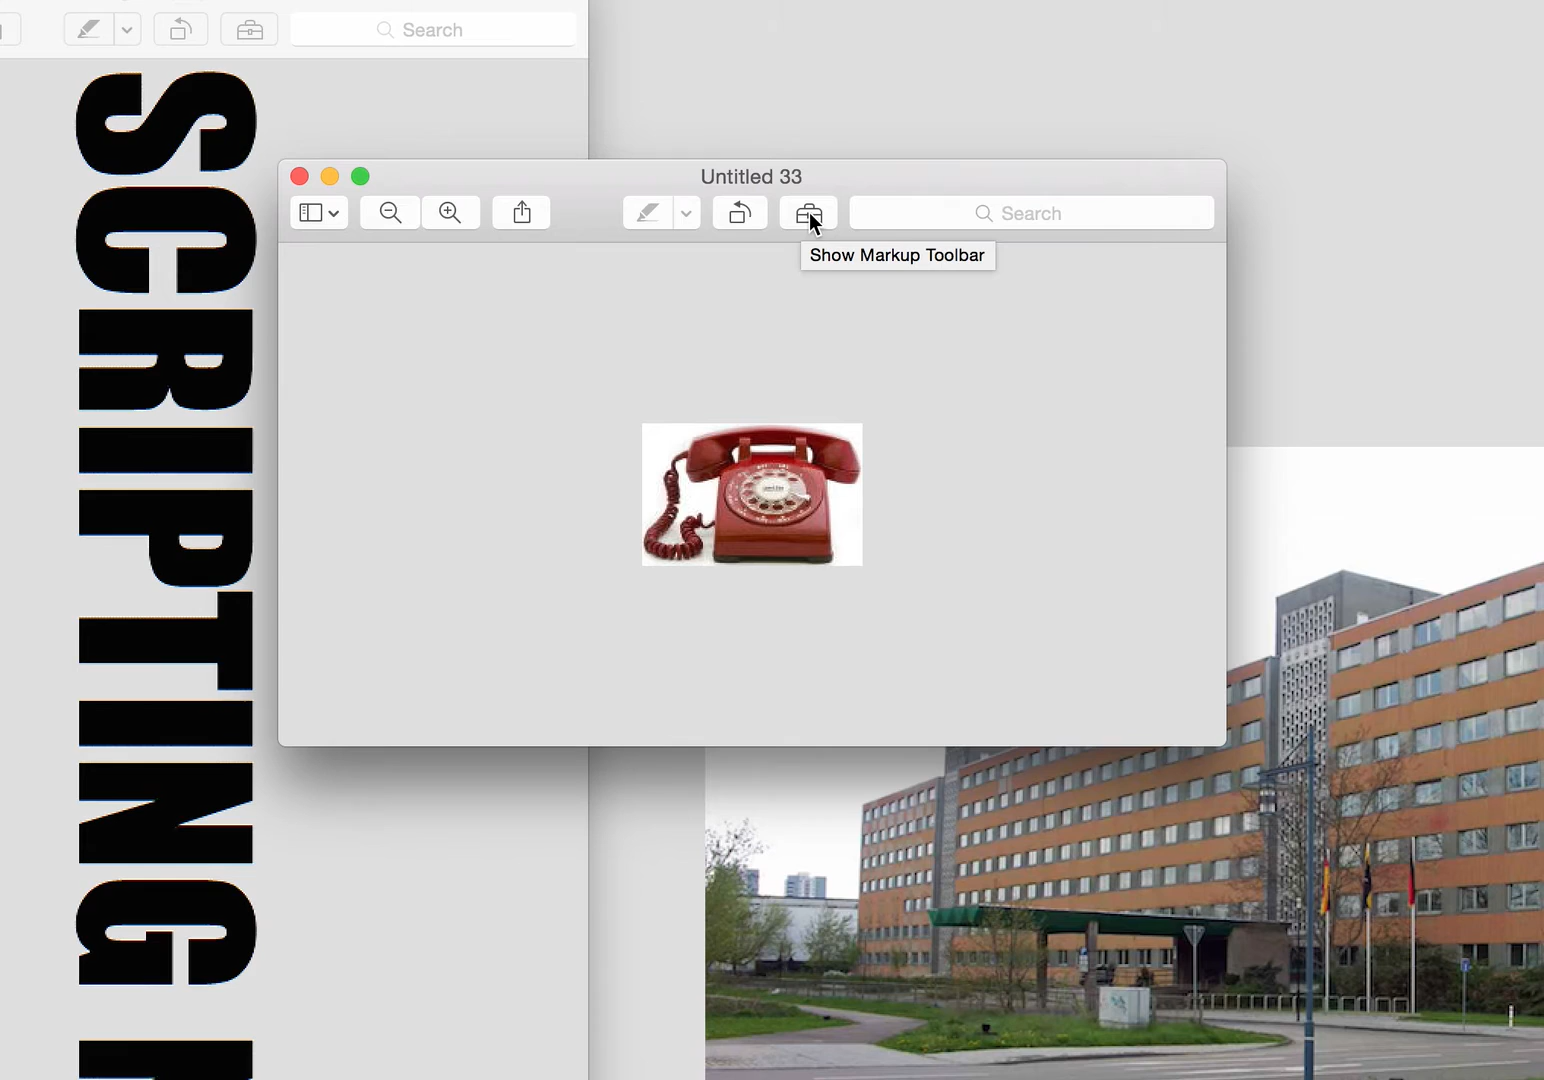 Search
SCRIPTING
Untitled 33
Search
Show Markup Toolbar